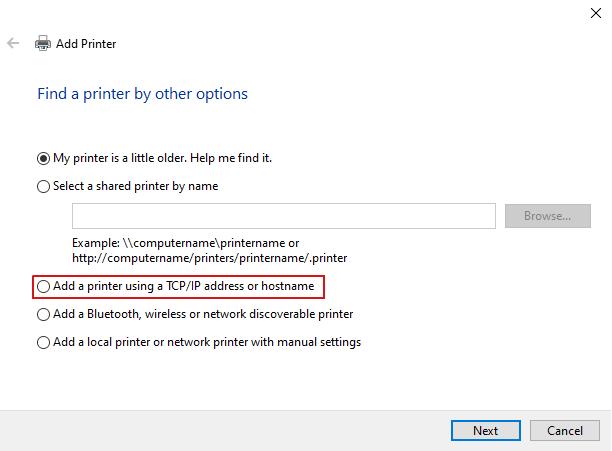 Add Printer
Find a printer by other options
My printer is a little older. Help me find it.
Select a shared printer by name
Browse...
Example: \\computername\printername or
http://computername/printers/printername/.printer
Add a printer using a TCP/IP address or hostname
Add a Bluetooth, wireless or network discoverable printer
Add a local printer or network printer with manual settings
Next
Cancel